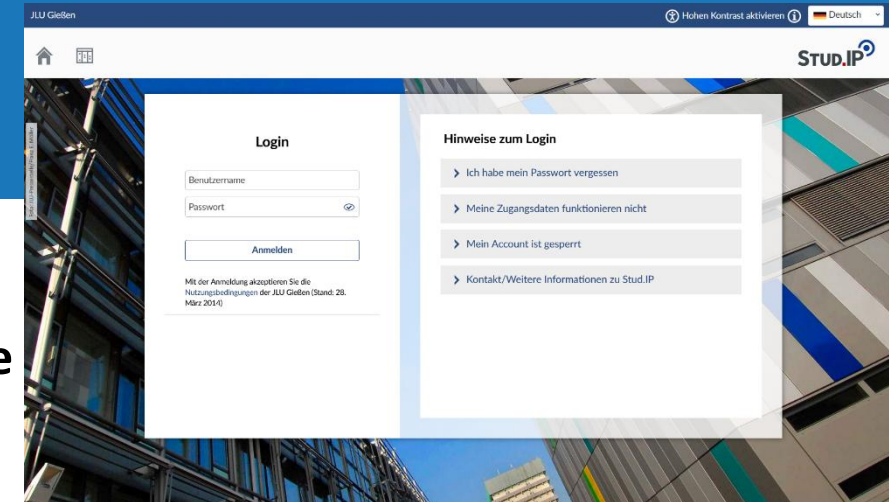 JLU Gießen
Hohen Kontrast aktivieren
Deutsch
STUD.IP
Login
Benutzername
Passwort
Anmelden
Mit der Anmeldung akzeptieren Sie die
Nutzungsbedingungen der JLU Gießen (Stand: 28.
März 2014)
Hinweise zum Login
Ich habe mein Passwort vergessen
Meine Zugangsdaten funktionieren nicht
Mein Account ist gesperrt
Kontakt/Weitere Informationen zu Stud.IP
e